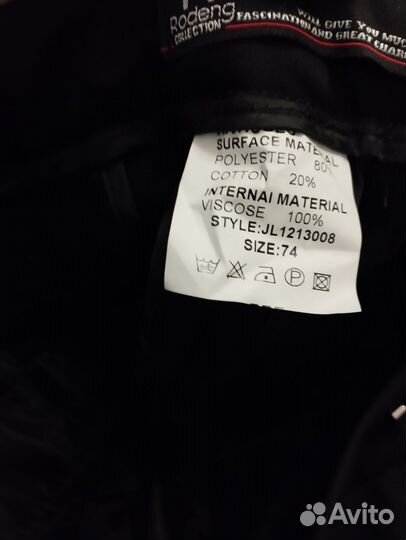 Rodeng
COLLECTION
WILL GIVE YOU MUCH
FASCINATION AND GREAT CHAR
SURFACE MATERIAL
POLYESTER 80%
COTTON 20%
INTERNAI MATERIAL
VISCOSE 100%
STYLE:JL1213008
SIZE:74
P
Avito